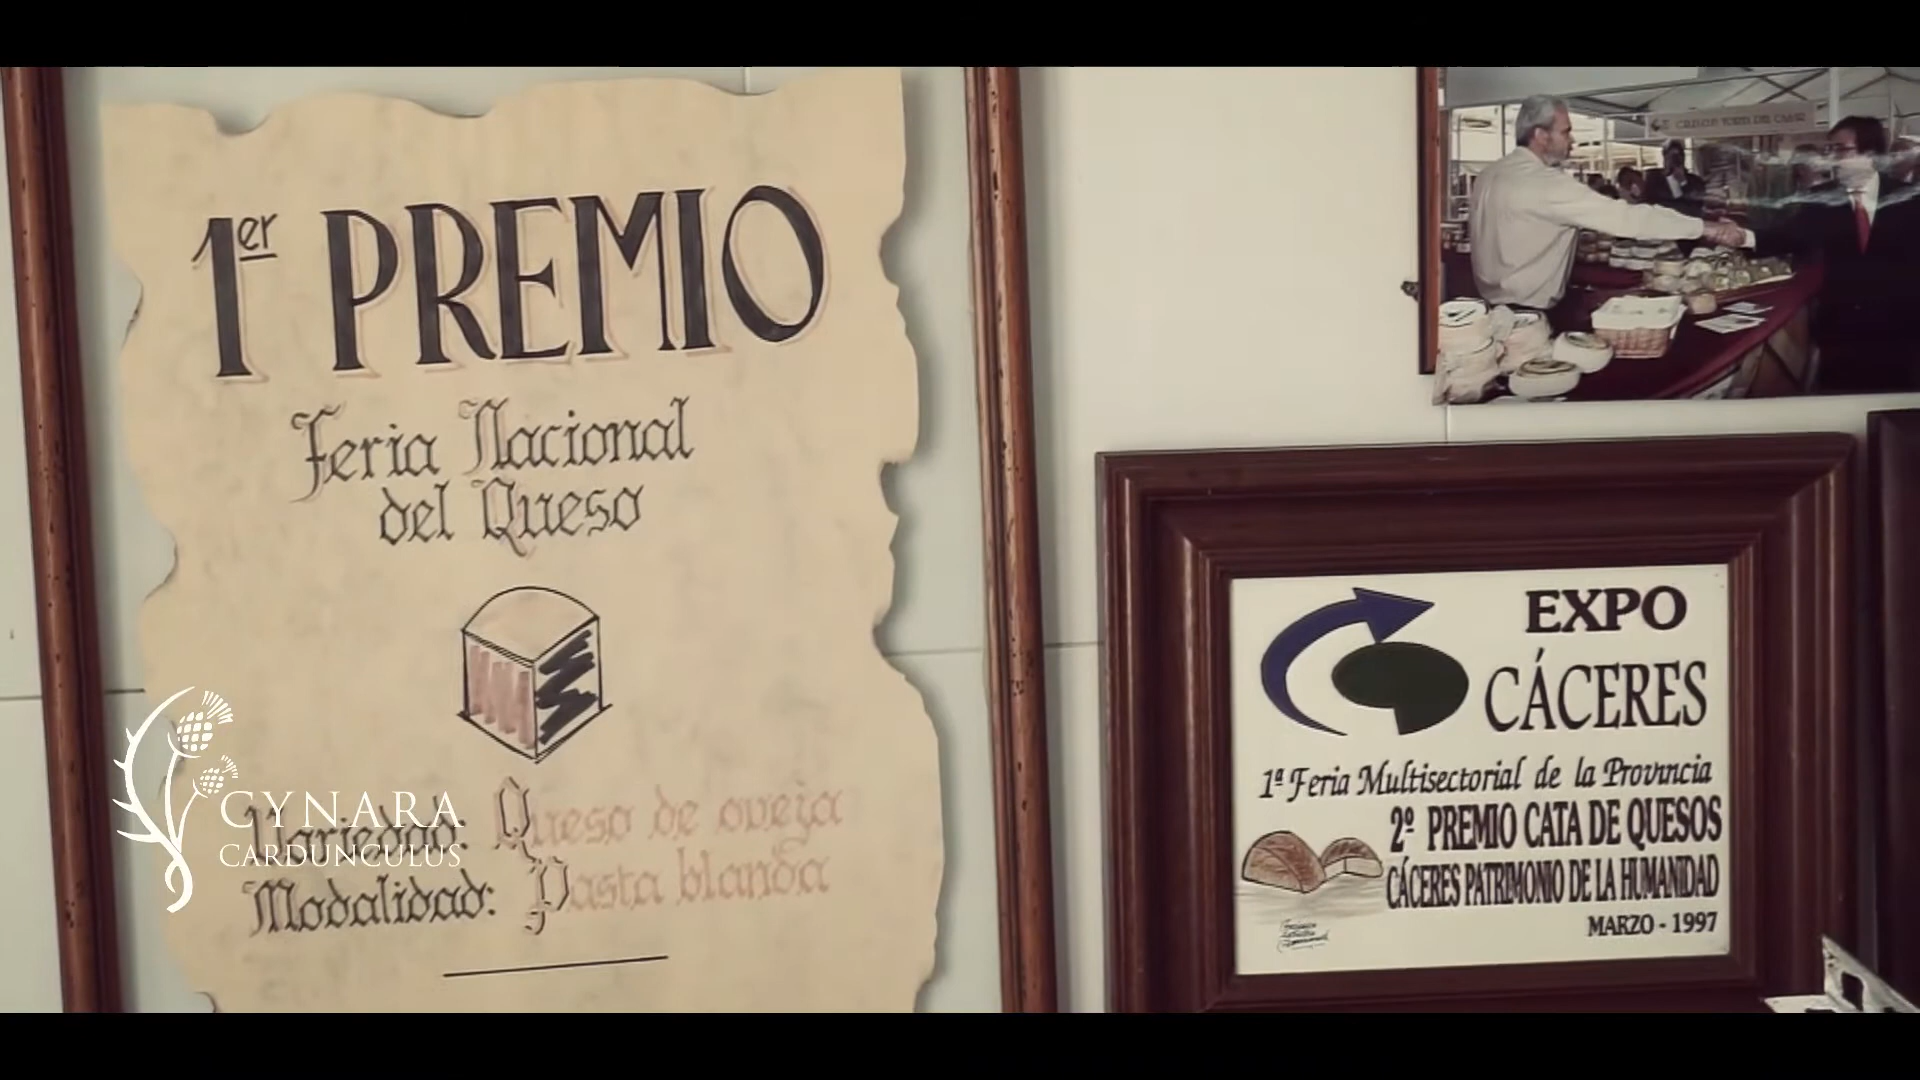 1er PREMIO
Feria Nacional
del Queso
Variedad: Queso de oveja
Modalidad: Pasta blanda
CYNARA
CARDUNCULUS
EXPO
CÁCERES
1ª Feria Multisectorial de la Provincia
2º PREMIO CATA DE QUESOS
CÁCERES PATRIMONIO DE LA HUMANIDAD
MARZO - 1997